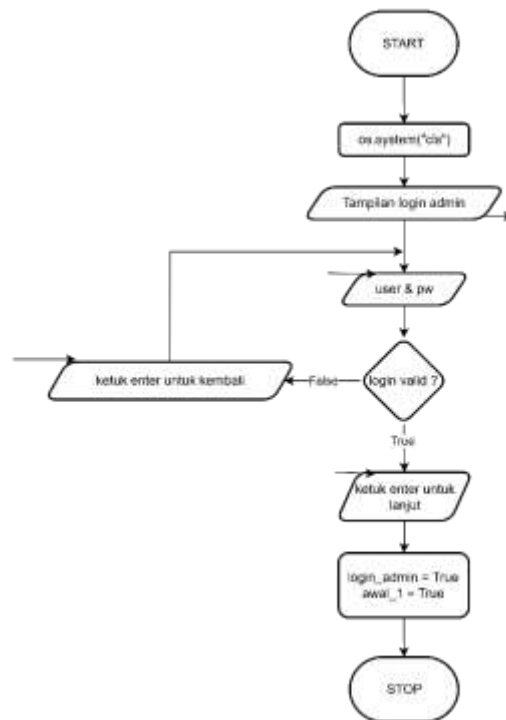 START
os.system("cls")
Tampilan login admin
user & pw
login valid ?
False
ketuk enter untuk kembali
True
ketuk enter untuk
lanjut
login_admin = True
awal_1 = True
STOP